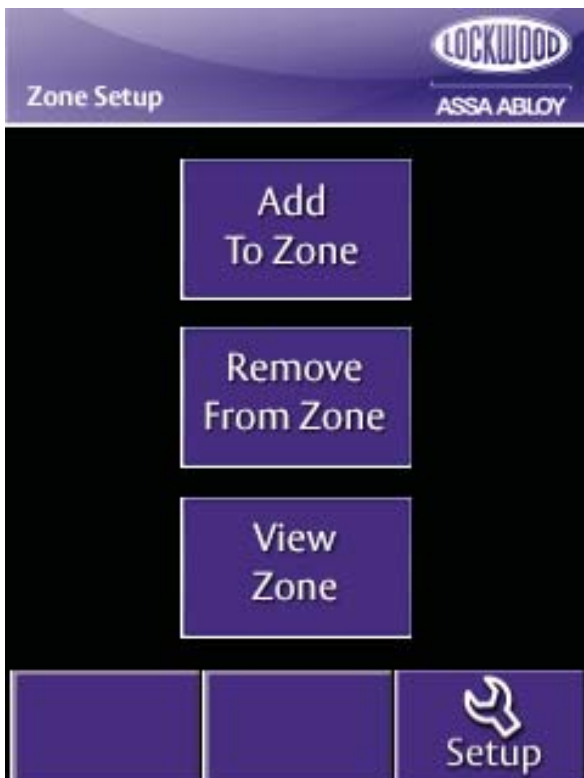 LOCKWOOD
Zone Setup
ASSA ABLOY
Add
To Zone
Remove
From Zone
View
Zone
Setup